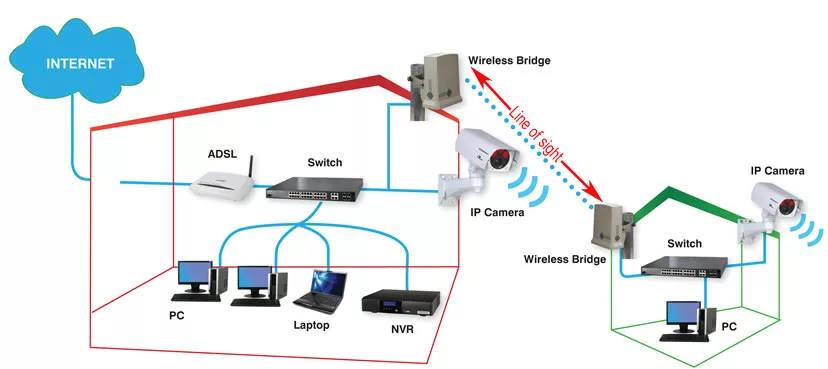 INTERNET
Wireless Bridge
Line of sight
ADSL
Switch
IP Camera
PC
Laptop
NVR
Wireless Bridge
Switch
IP Camera
PC